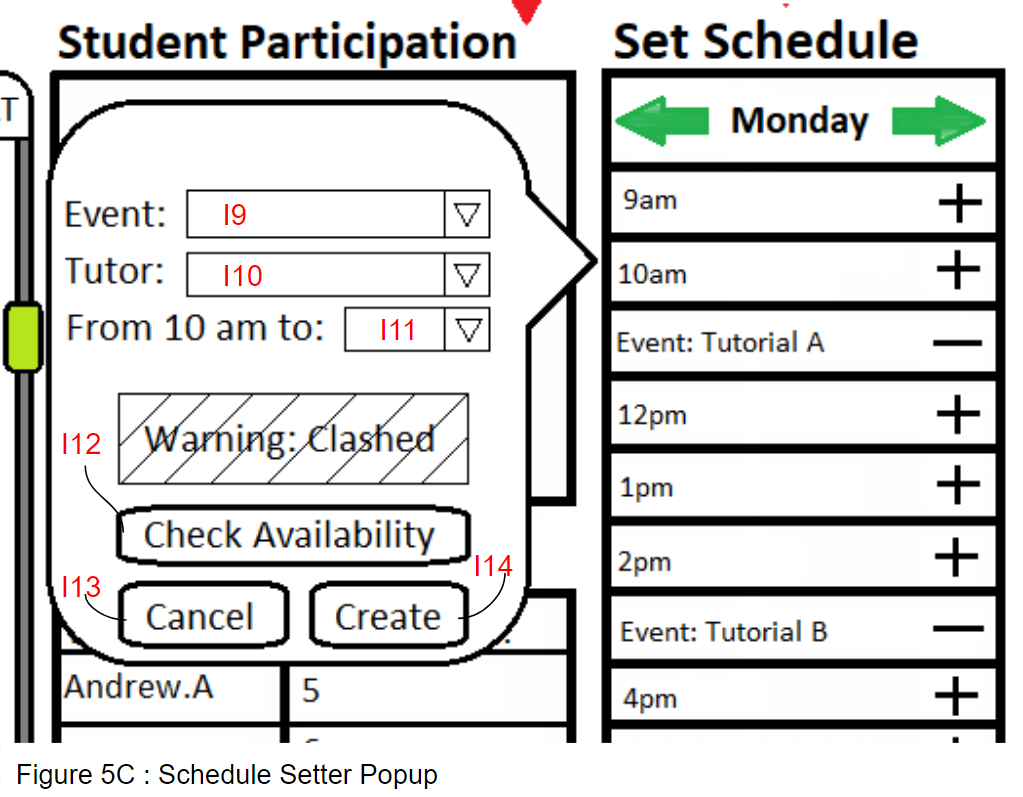 Student Participation
Set Schedule
T
Monday
Event: I9
Tutor: I10
From 10 am to: I11
Warning: Clashed
I12
Check Availability
I13
I14
Cancel
Create
Andrew.A 5
9am
10am
Event: Tutorial A
12pm
1pm
2pm
Event: Tutorial B
4pm
Figure 5C : Schedule Setter Popup